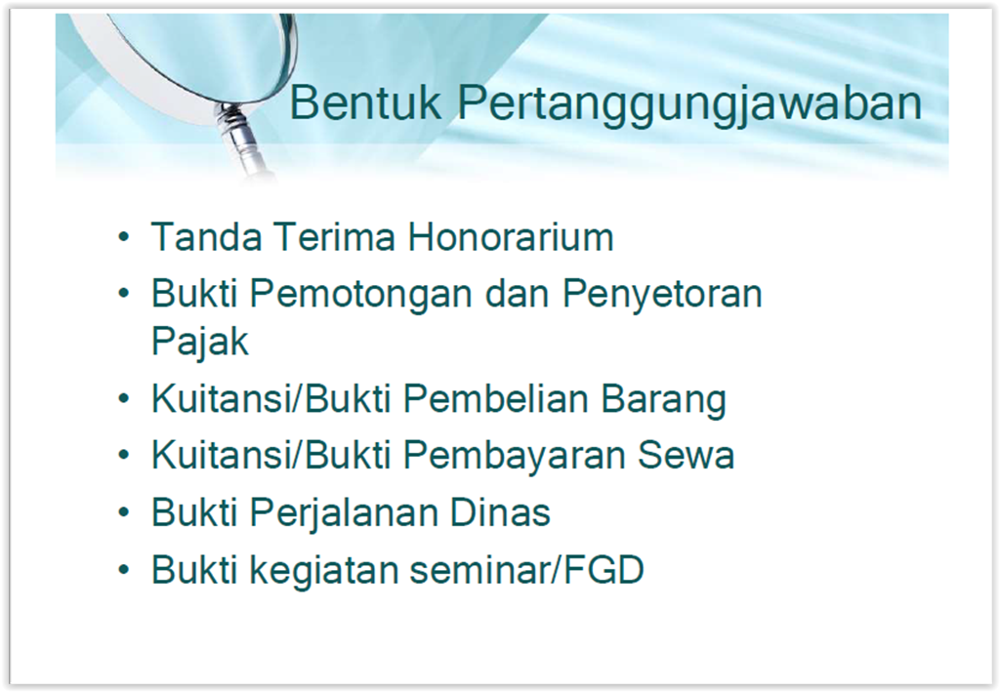 Bentuk Pertanggungjawaban
• Tanda Terima Honorarium
• Bukti Pemotongan dan Penyetoran
Pajak
• Kuitansi/Bukti Pembelian Barang
• Kuitansi/Bukti Pembayaran Sewa
• Bukti Perjalanan Dinas
• Bukti kegiatan seminar/FGD